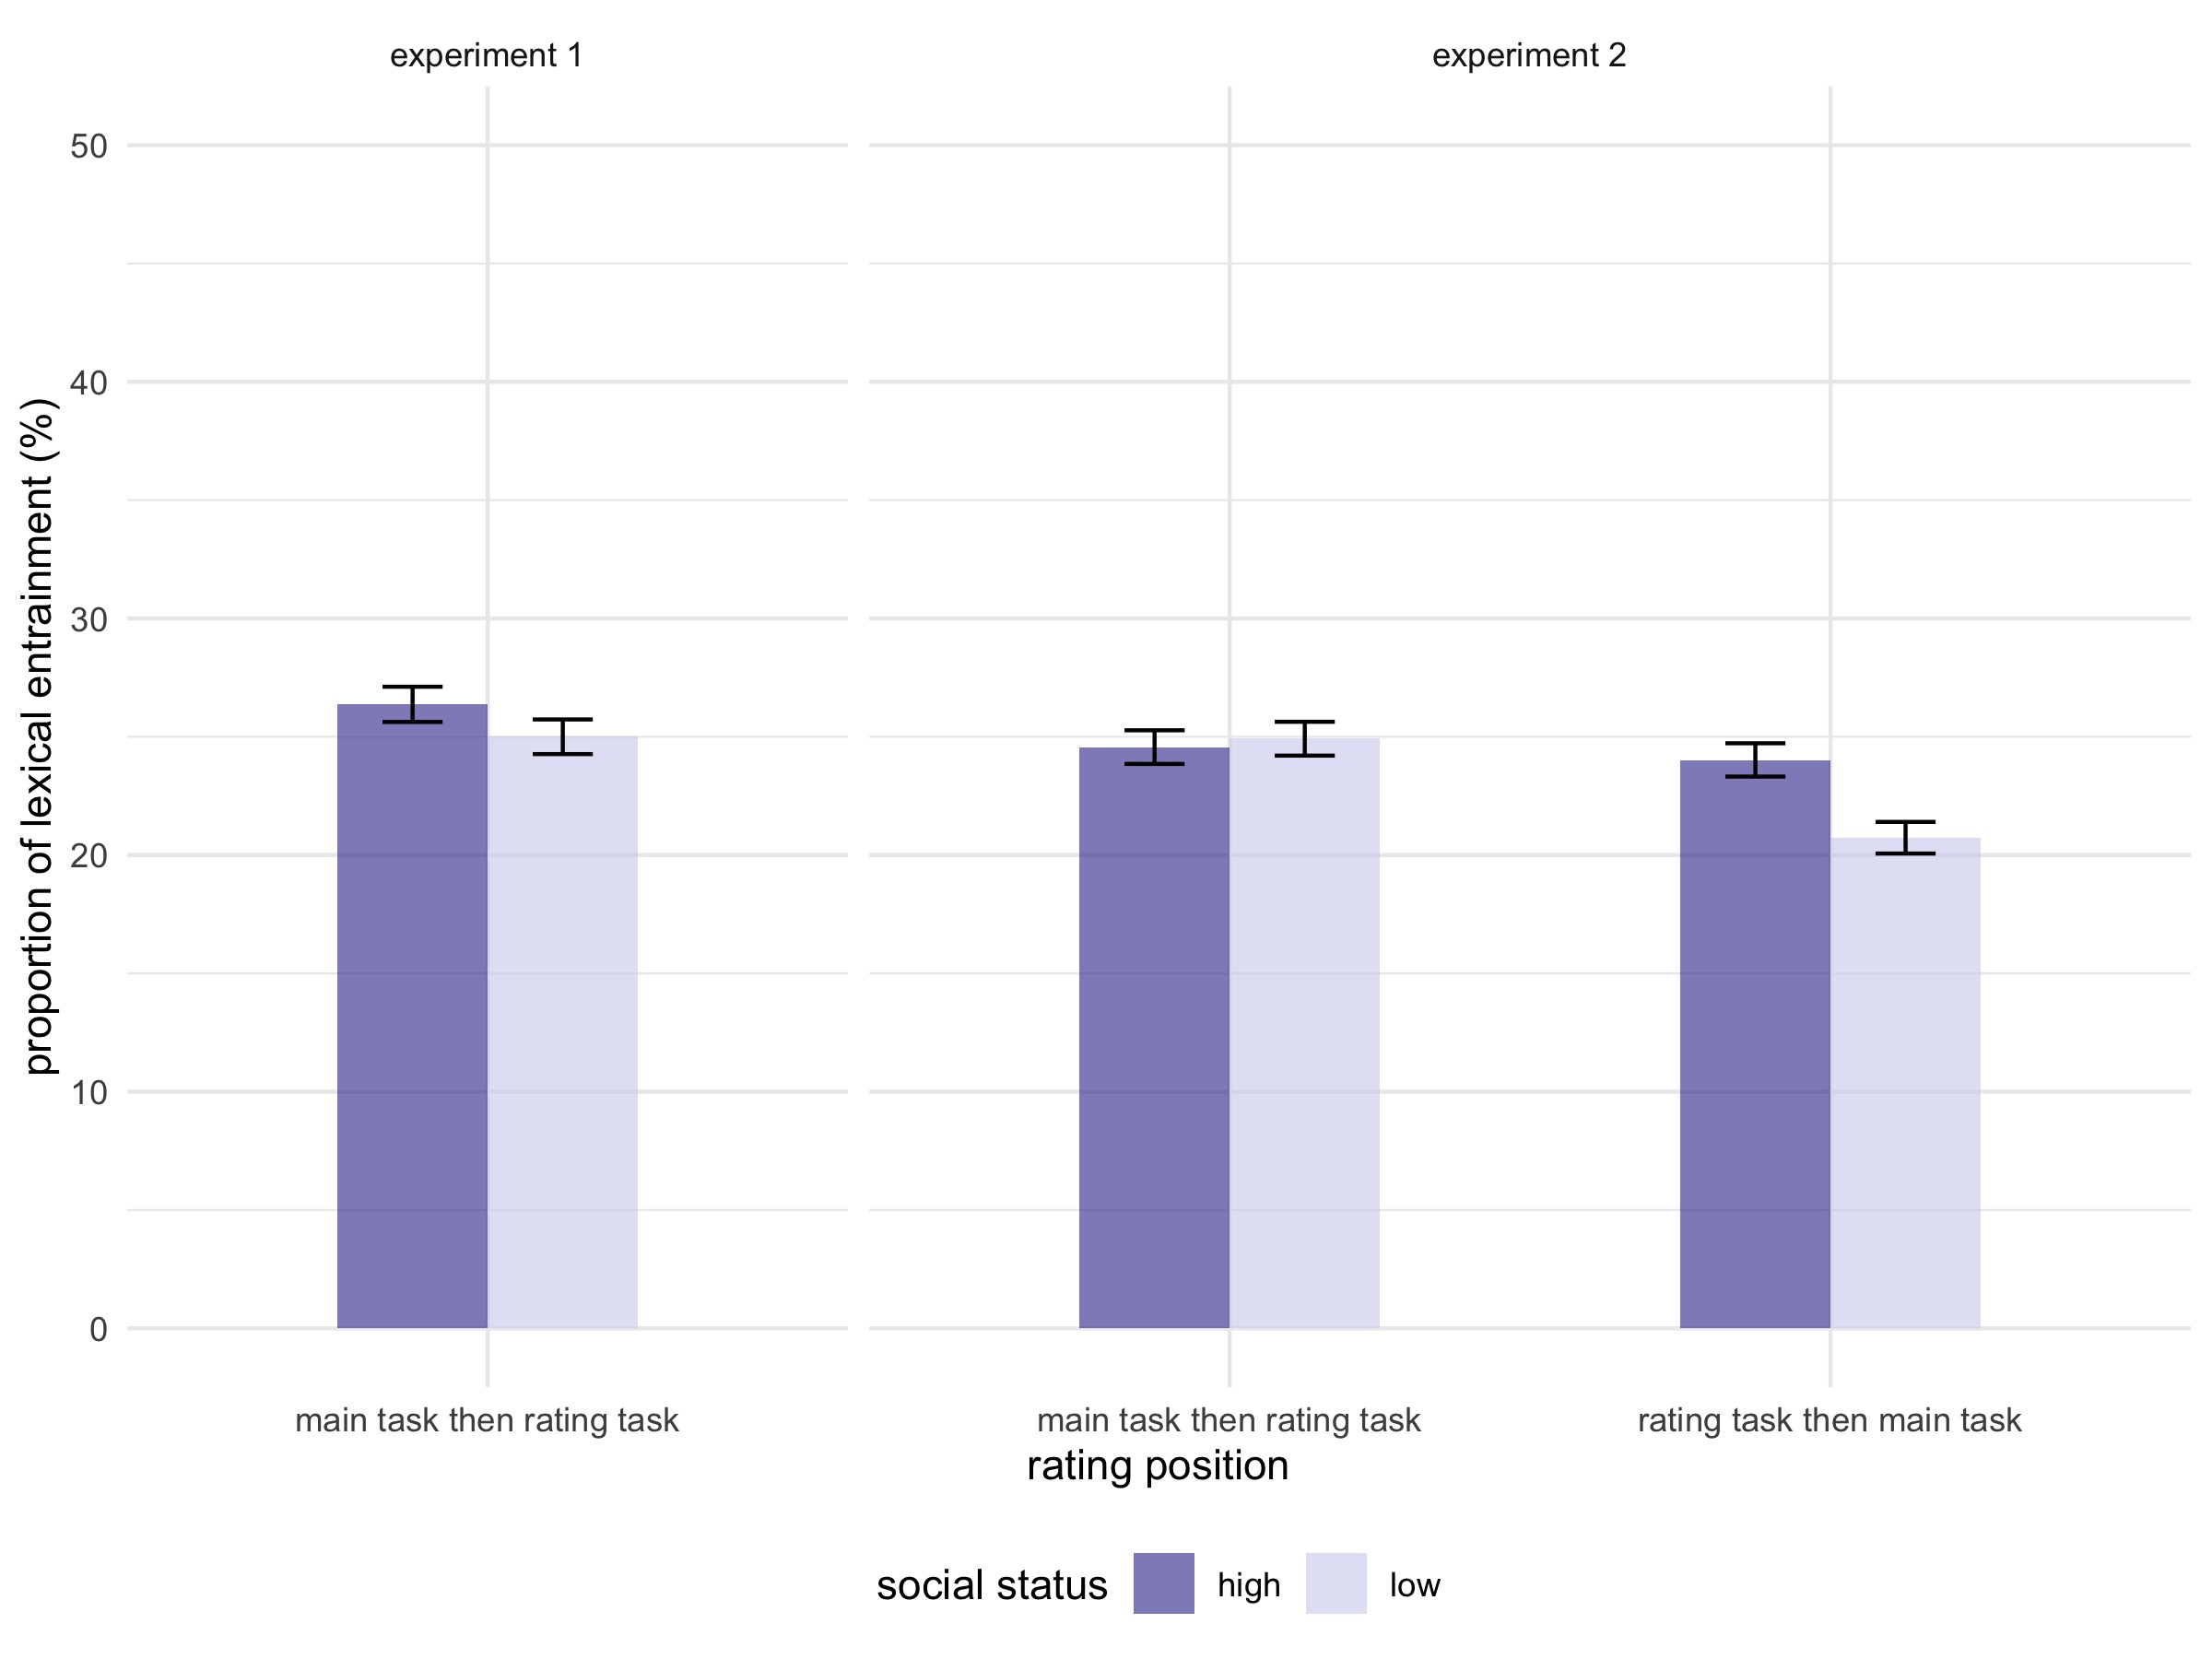 experiment 1
experiment 2
proportion of lexical entrainment (%)
50
40
30
20
10
0
main task then rating task
main task then rating task
rating task then main task
rating position
social status high low